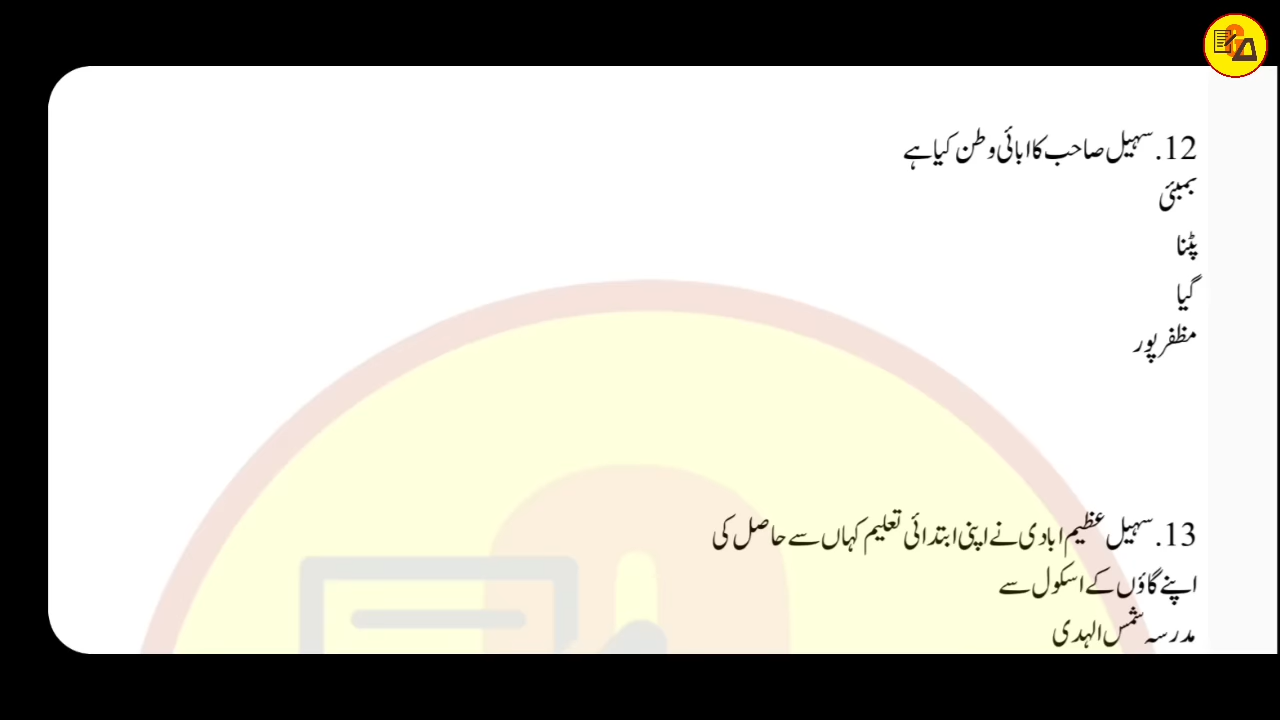 12. سہیل صاحب کا ابائی وطن کیا ہے
بمبئی
پٹنا
گیا
مظفر پور
13. سہیل عظیم ابادی نے اپنی ابتدائی تعلیم کہاں سے حاصل کی
اپنے گاؤں کے اسکول سے
مدرسہ شمس الہدی